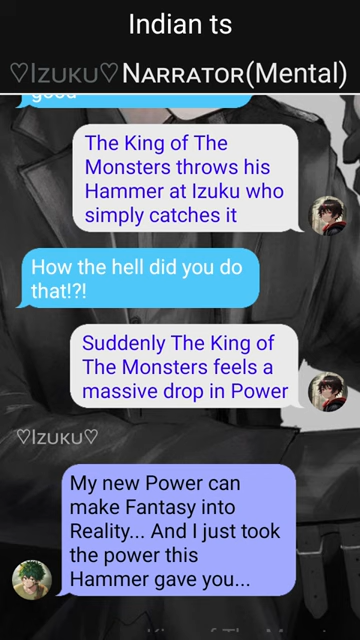 Indian ts
♡Izuku♡ Narrator(Mental)
good
The King of The
Monsters throws his
Hammer at Izuku who
simply catches it
How the hell did you do
that!?!
Suddenly The King of
The Monsters feels a
massive drop in Power
♡Izuku♡
My new Power can
make Fantasy into
Reality... And I just took
the power this
Hammer gave you...